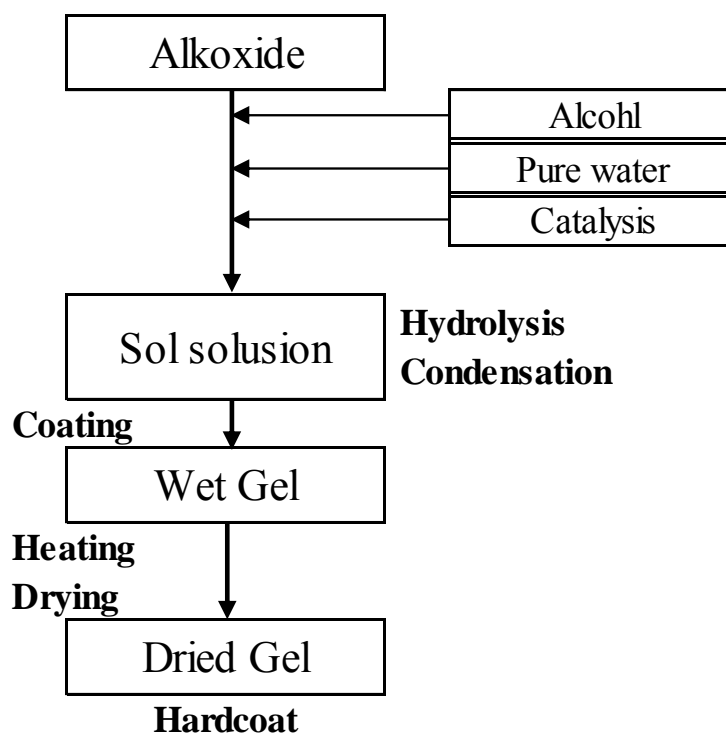 Alkoxide
Alcohl
Pure water
Catalysis
Sol solusion
Hydrolysis
Condensation
Coating
Wet Gel
Heating
Drying
Dried Gel
Hardcoat